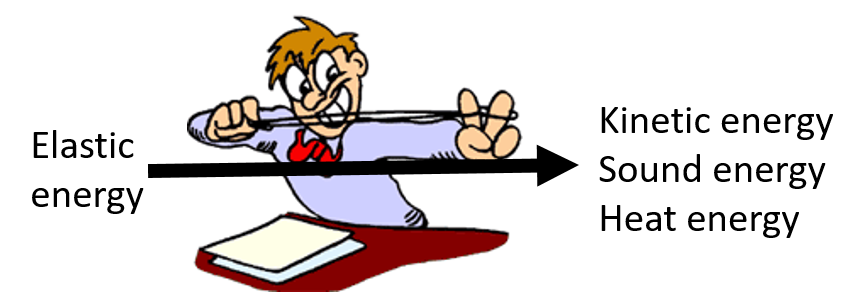 Elastic
energy
Kinetic energy
Sound energy
Heat energy